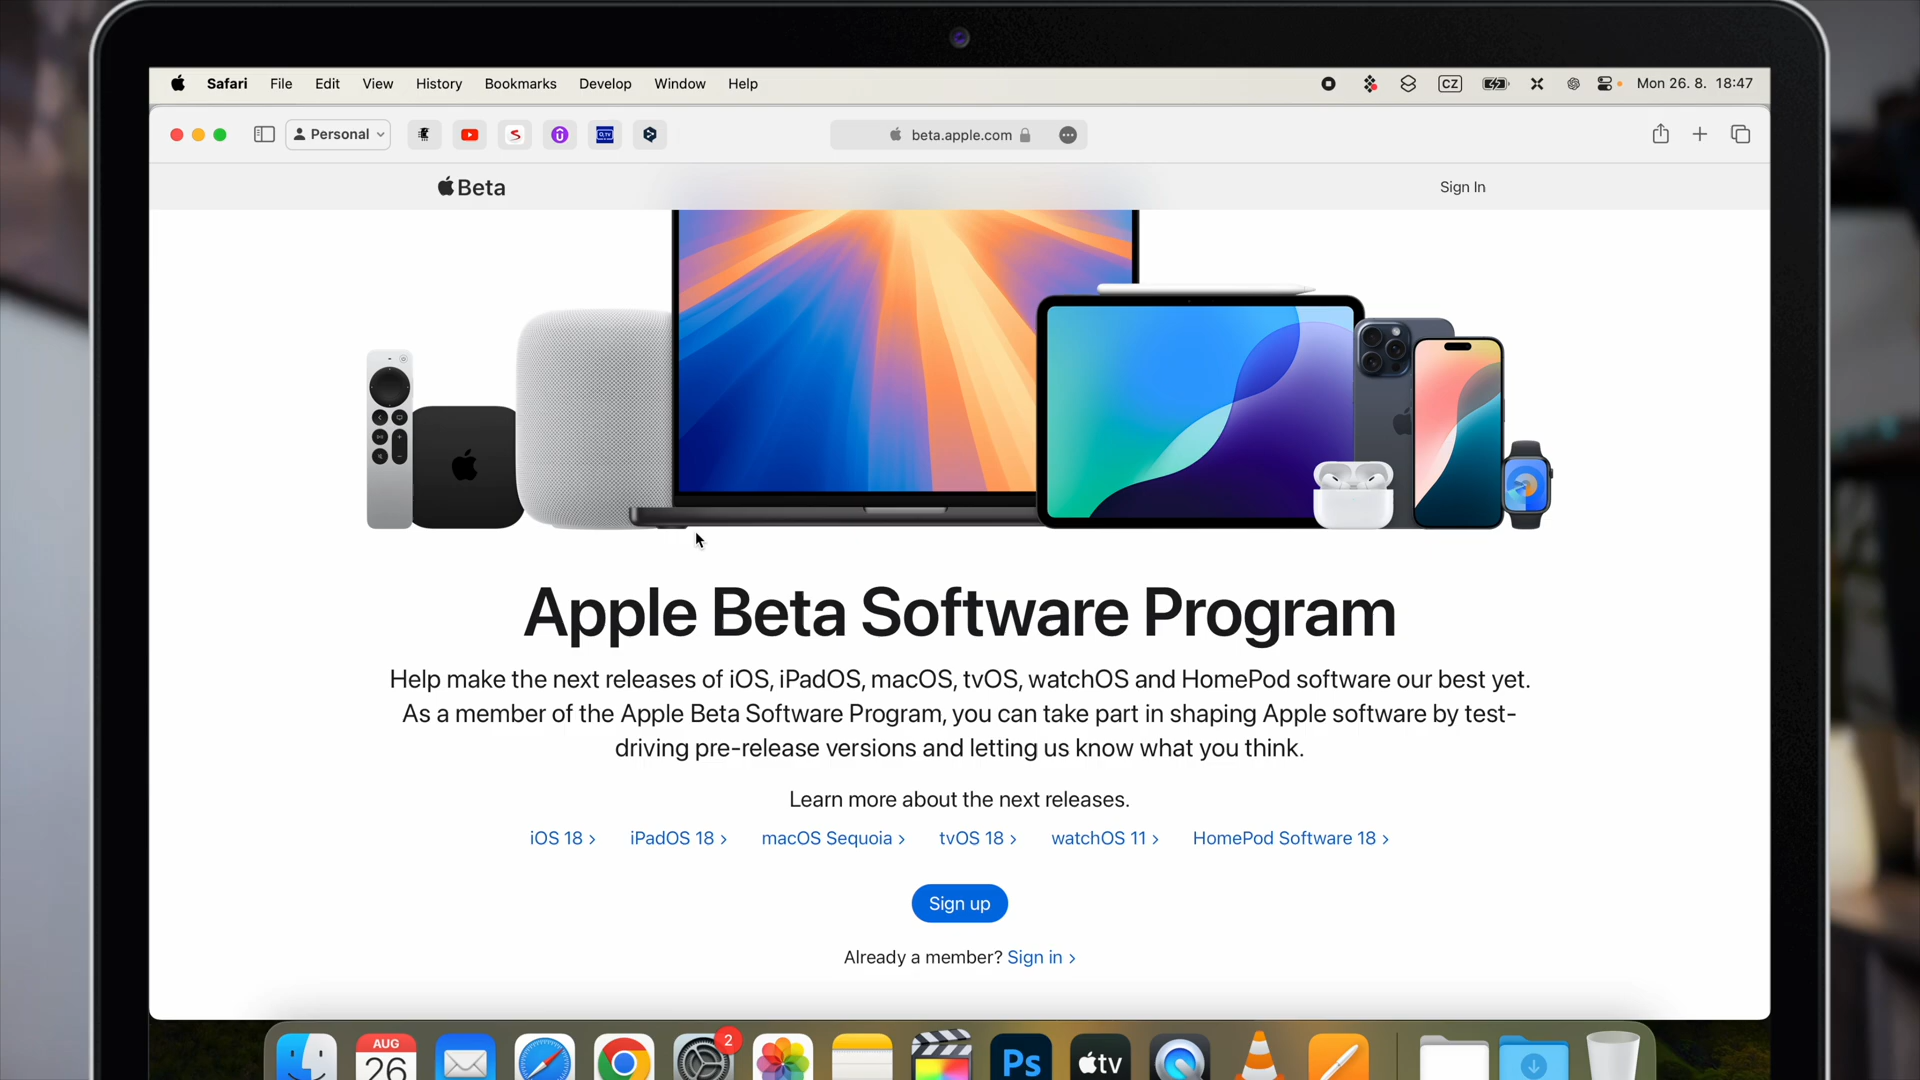 Safari File Edit View History Bookmarks Develop Window Help CZ Mon 26. 8. 18:47
Personal O2TV beta.apple.com
Beta Sign In
Apple Beta Software Program
Help make the next releases of iOS, iPadOS, macOS, tvOS, watchOS and HomePod software our best yet.
As a member of the Apple Beta Software Program, you can take part in shaping Apple software by test-
driving pre-release versions and letting us know what you think.
Learn more about the next releases.
iOS 18 > iPadOS 18 > macOS Sequoia > tvOS 18 > watchOS 11 > HomePod Software 18 >
Sign up
Already a member? Sign in >
AUG 2
26 Ps tv